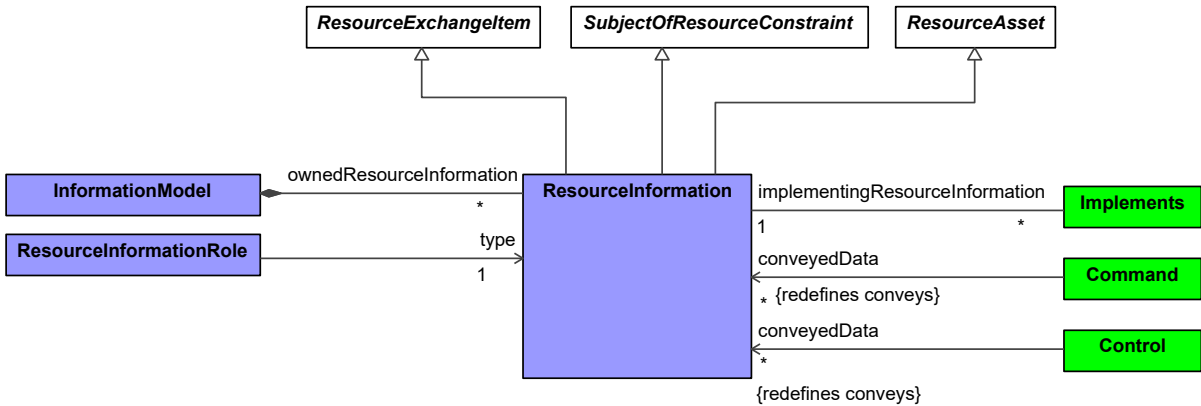 ResourceExchangeItem
SubjectOfResourceConstraint
ResourceAsset
InformationModel
ownedResourceInformation
*
ResourceInformation
implementingResourceInformation
1
*
Implements
ResourceInformationRole
type
1
conveyedData
* {redefines conveys}
Command
conveyedData
*
{redefines conveys}
Control